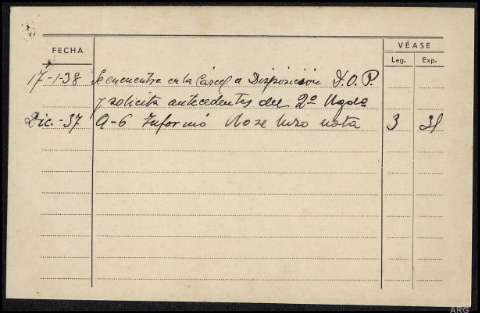 FECHA VÉASE
Leg. Exp.
17-1-38 Se encuentra en la Cárcel a Disposición J.O.P.
y solicita antecedentes del 2º Ngdo
Dic.-37 A-6 Informó No se hizo nota 3 31
ARG